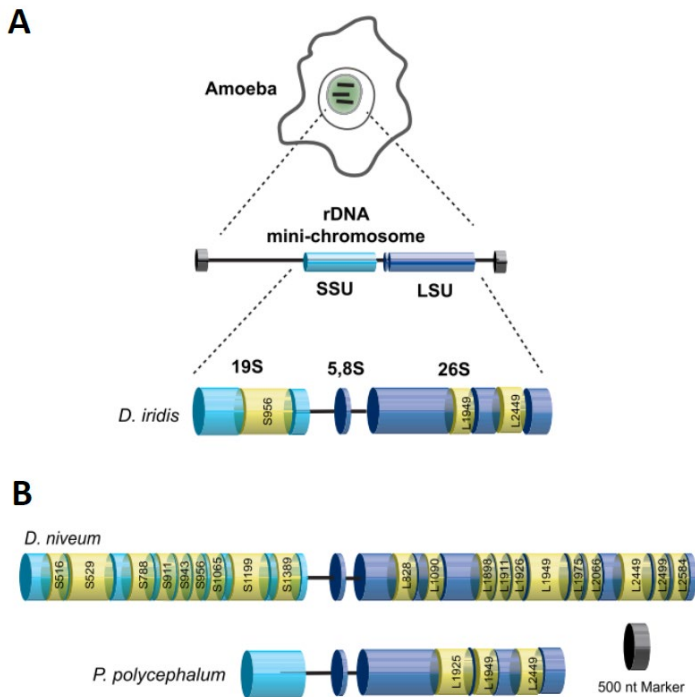 A
Amoeba
rDNA
mini-chromosome
SSU
LSU
19S
5,8S
26S
D. iridis
S956
L1949
L2449
B
D. niveum
S516
S529
S788
S911
S943
S956
S1065
S1199
S1389
L828
L1090
L1898
L1911
L1926
L1949
L1975
L2066
L2449
L2499
L2584
P. polycephalum
L1925
L1949
L2449
500 nt Marker